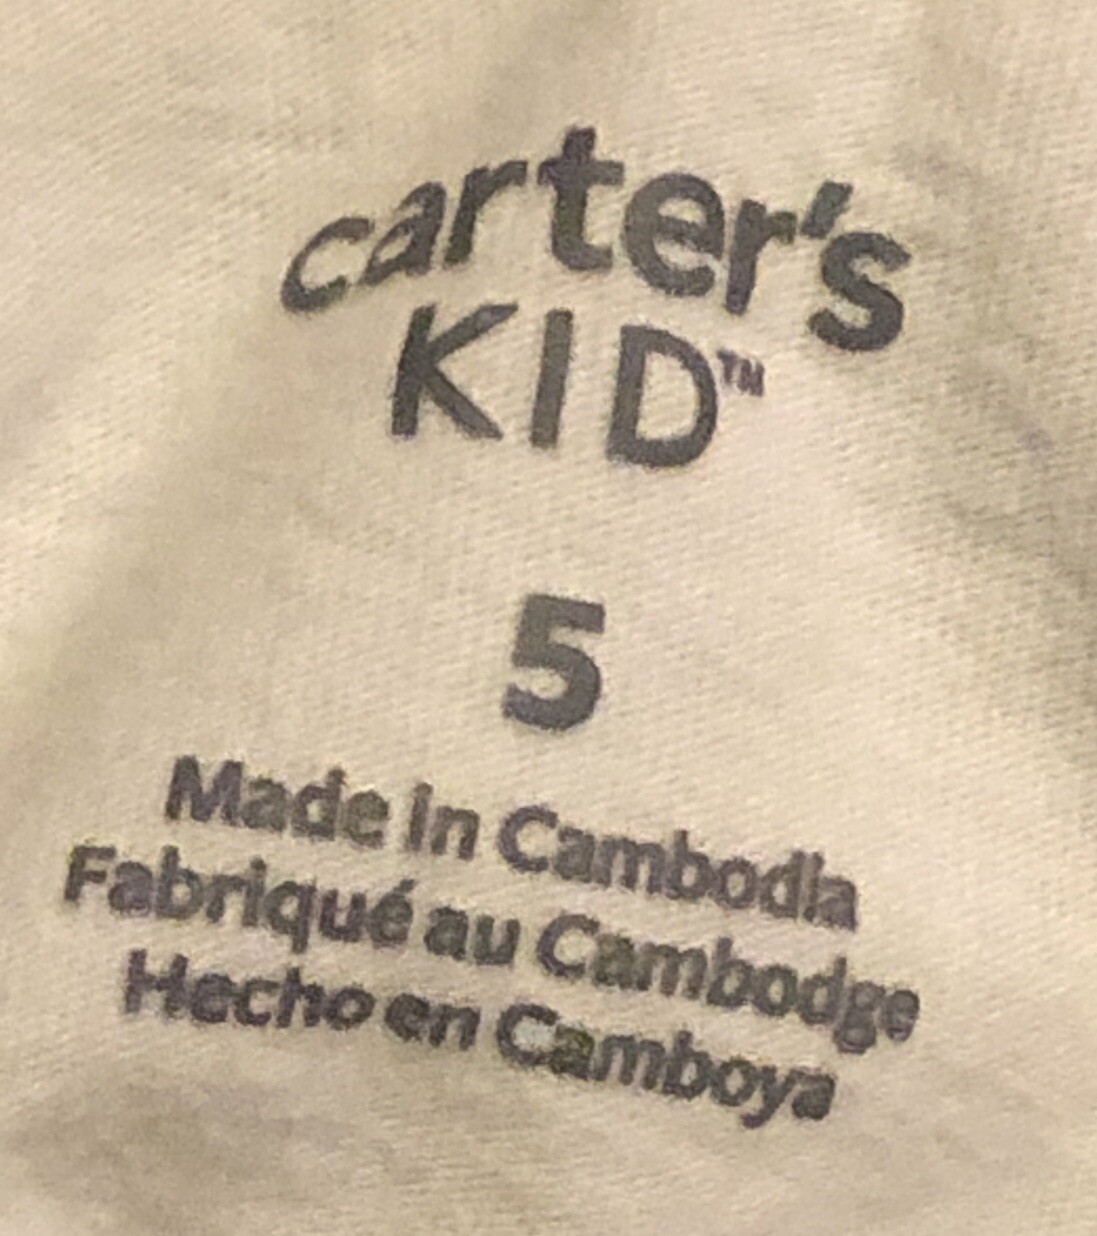 carter's
KID™
5
Made in Cambodia
Fabriqué au Cambodge
Hecho en Camboya